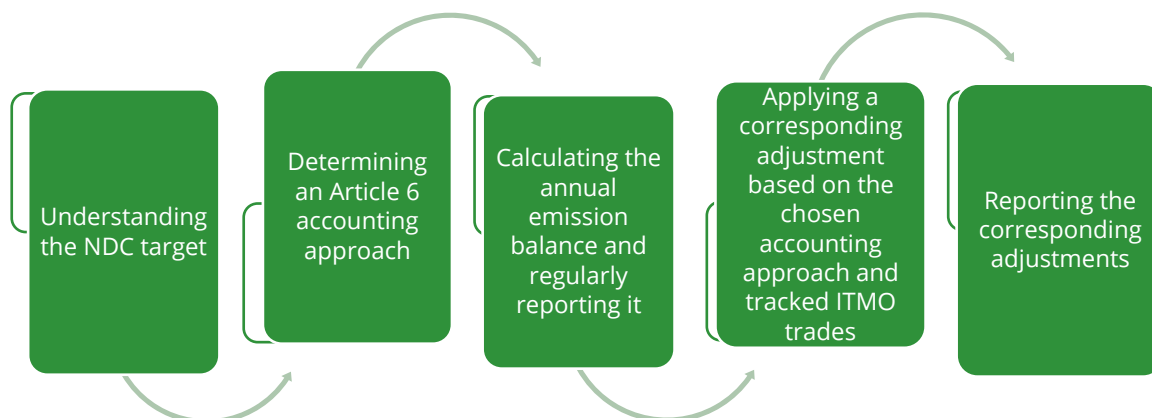 Understanding
the NDC target
Determining
an Article 6
accounting
approach
Calculating the
annual
emission
balance and
regularly
reporting it
Applying a
corresponding
adjustment
based on the
chosen
accounting
approach and
tracked ITMO
trades
Reporting the
corresponding
adjustments